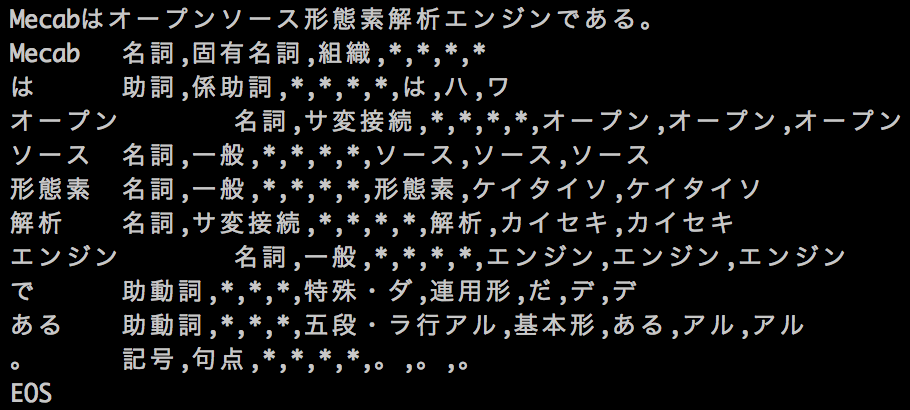 Mecabはオープンソース形態素解析エンジンである。
Mecab	名詞,固有名詞,組織,*,*,*,*
は	助詞,係助詞,*,*,*,*,は,ハ,ワ
オープン	名詞,サ変接続,*,*,*,*,オープン,オープン,オープン
ソース	名詞,一般,*,*,*,*,ソース,ソース,ソース
形態素	名詞,一般,*,*,*,*,形態素,ケイタイソ,ケイタイソ
解析	名詞,サ変接続,*,*,*,*,解析,カイセキ,カイセキ
エンジン	名詞,一般,*,*,*,*,エンジン,エンジン,エンジン
で	助動詞,*,*,*,特殊・ダ,連用形,だ,デ,デ
ある	助動詞,*,*,*,五段・ラ行アル,基本形,ある,アル,アル
。	記号,句点,*,*,*,*,。,。,。
EOS